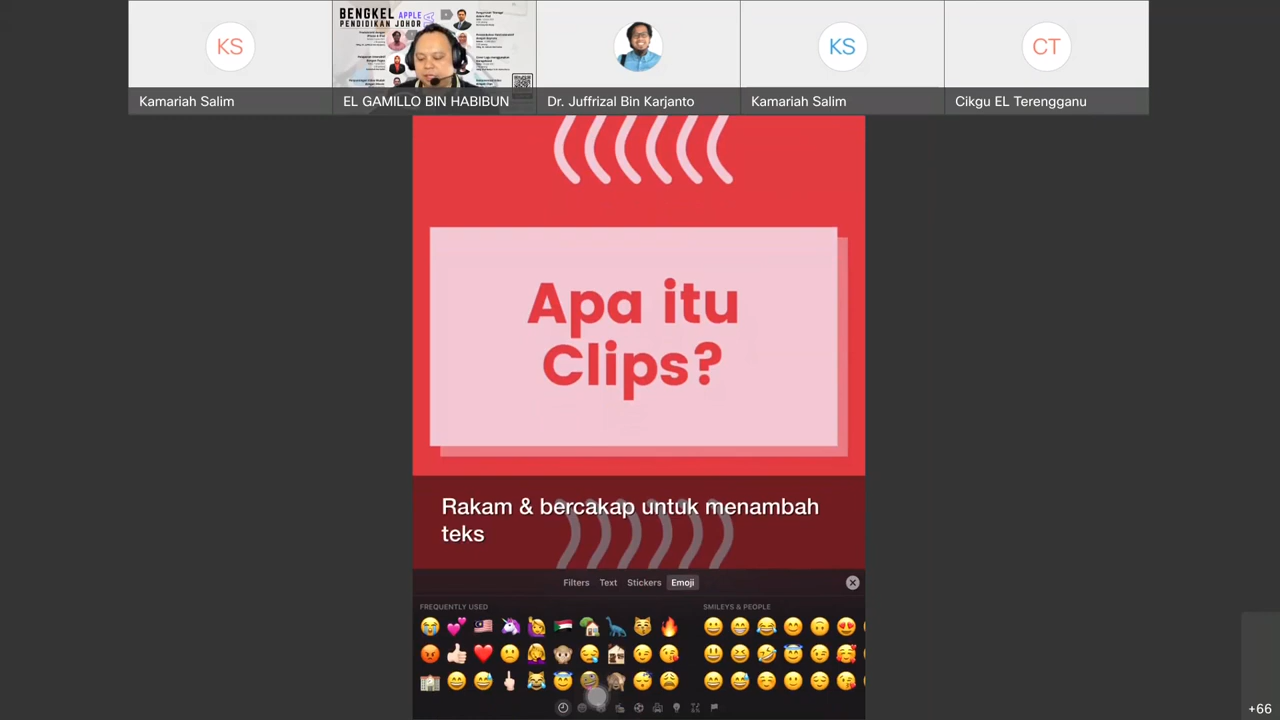 KS
BENGKEL APPLE
PENDIDIKAN JOHOR
KS
CT
Kamariah Salim
EL GAMILLO BIN HABIBUN
Dr. Juffrizal Bin Karjanto
Kamariah Salim
Cikgu EL Terengganu
Apa itu
Clips?
Rakam & bercakap untuk menambah
teks
Filters Text Stickers Emoji
FREQUENTLY USED
SMILEYS & PEOPLE
+66